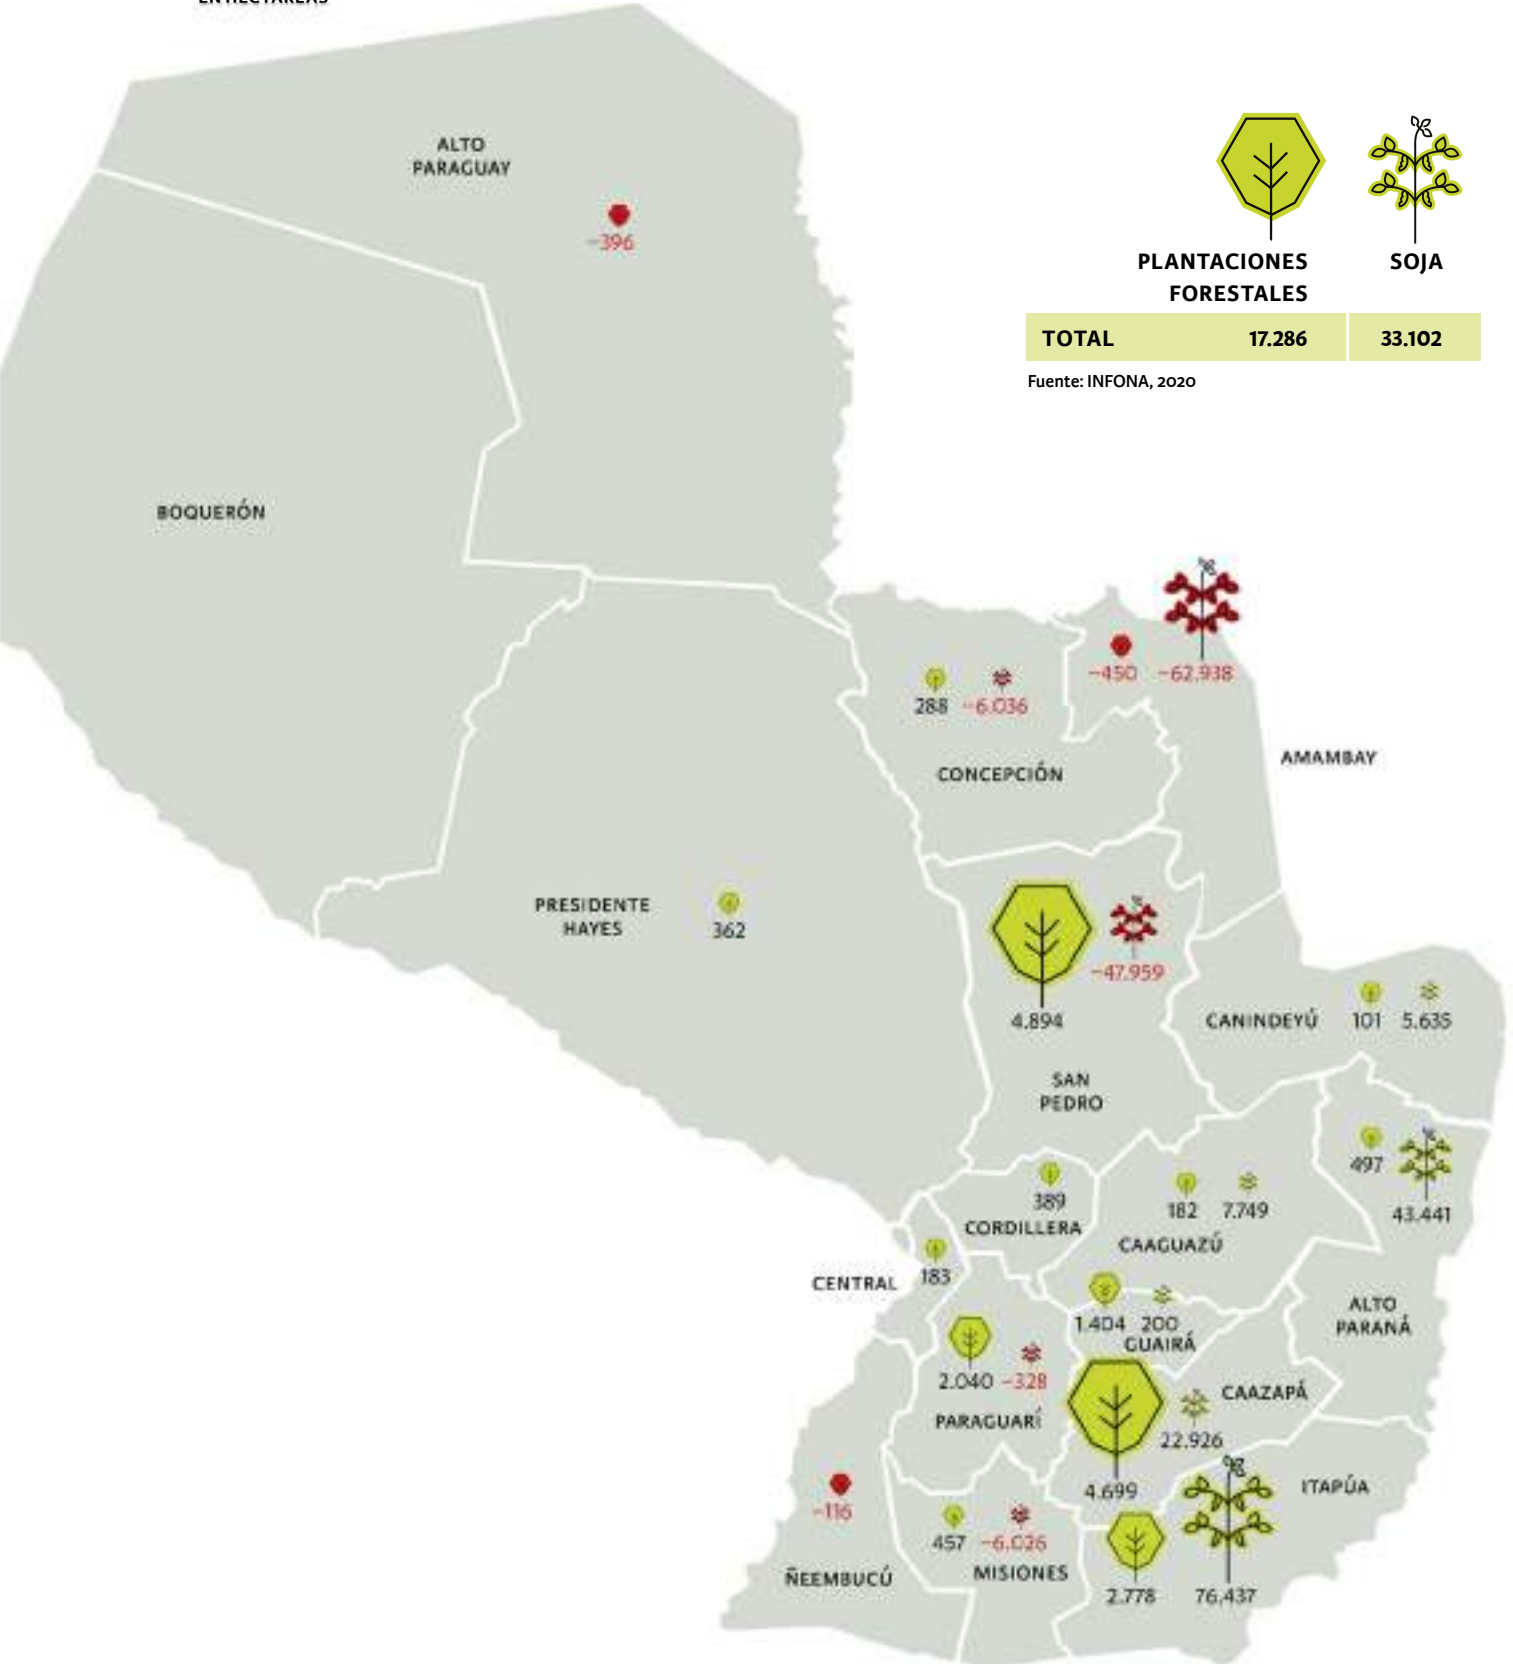 EN HECTÁREAS
ALTO
PARAGUAY
−396
PLANTACIONES
FORESTALES
SOJA
TOTAL 17.286 33.102
Fuente: INFONA, 2020
BOQUERÓN
−450 −62.938
288 −6.036
AMAMBAY
CONCEPCIÓN
PRESIDENTE
HAYES
362
−47.959
4.894
CANINDEYÚ 101 5.635
SAN
PEDRO
497
43.441
389
CORDILLERA
182 7.749
CAAGUAZÚ
CENTRAL 183
ALTO
PARANÁ
1.404 200
GUAIRÁ
2.040 −328
PARAGUARÍ
CAAZAPÁ
22.926
4.699
ITAPÚA
−116
457 −6.026
MISIONES
ÑEEMBUCÚ
2.778 76.437